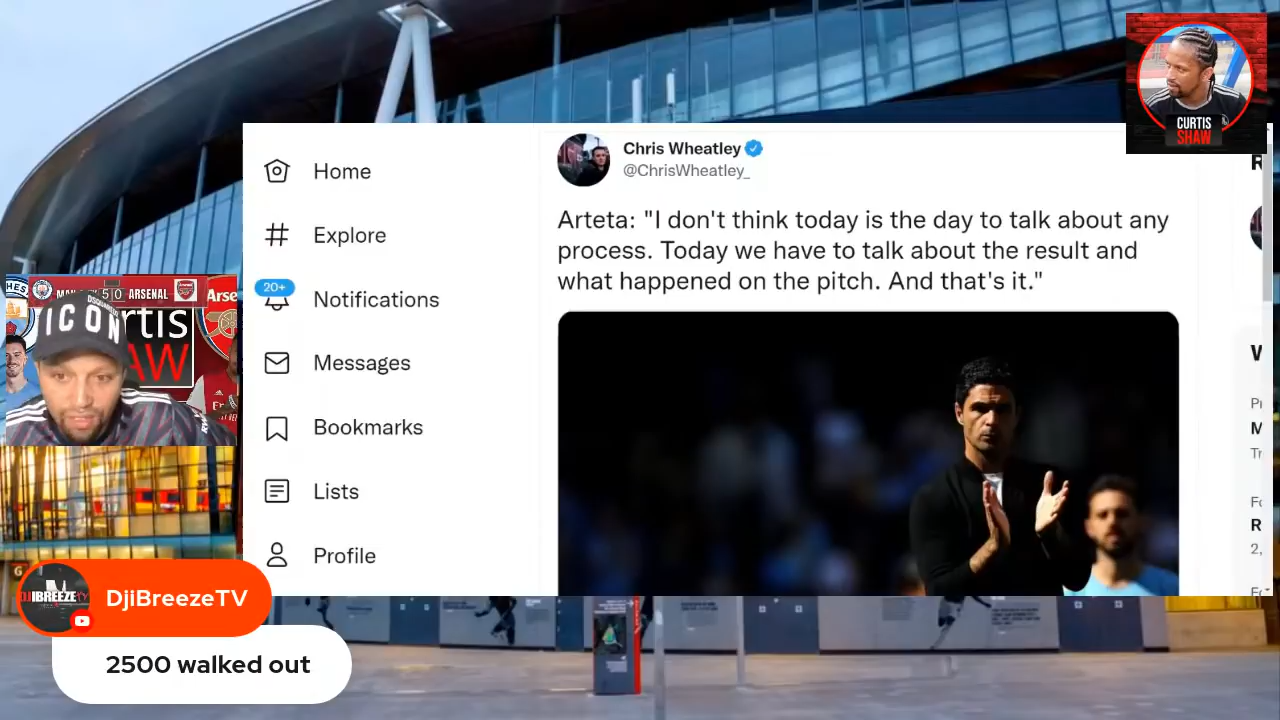 CURTIS
SHAW
Chris Wheatley
@ChrisWheatley_
Arteta: "I don't think today is the day to talk about any
process. Today we have to talk about the result and
what happened on the pitch. And that's it."
Home
Explore
20+
Notifications
Messages
Bookmarks
Lists
Profile
5 0 ARSENAL
ICON
DjiBreezeTV
2500 walked out